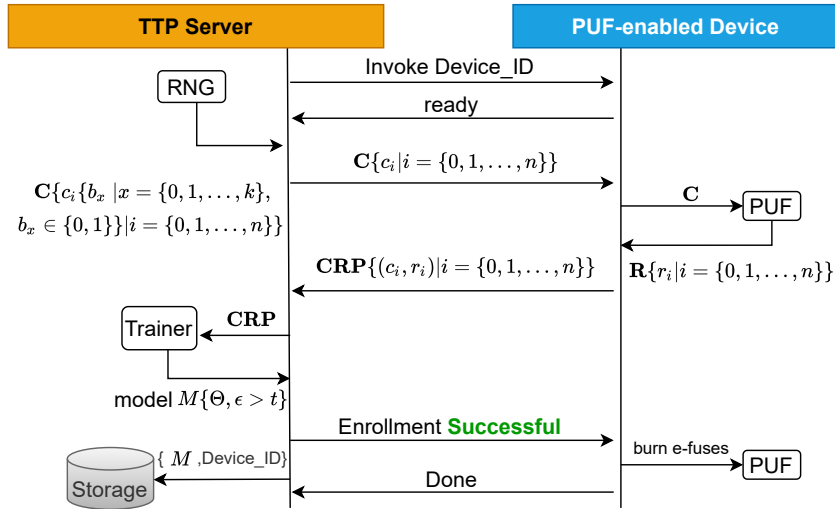 TTP Server
PUF-enabled Device
Invoke Device_ID
RNG
ready
C{c_i|i = {0, 1, . . . , n}}
C{c_i{b_x |x = {0, 1, . . . , k},
b_x ∈ {0, 1}}|i = {0, 1, . . . , n}}
C
PUF
CRP{(c_i, r_i)|i = {0, 1, . . . , n}}
R{r_i|i = {0, 1, . . . , n}}
Trainer
CRP
model M{Θ, ϵ > t}
Enrollment Successful
{ M ,Device_ID}
burn e-fuses
PUF
Storage
Done